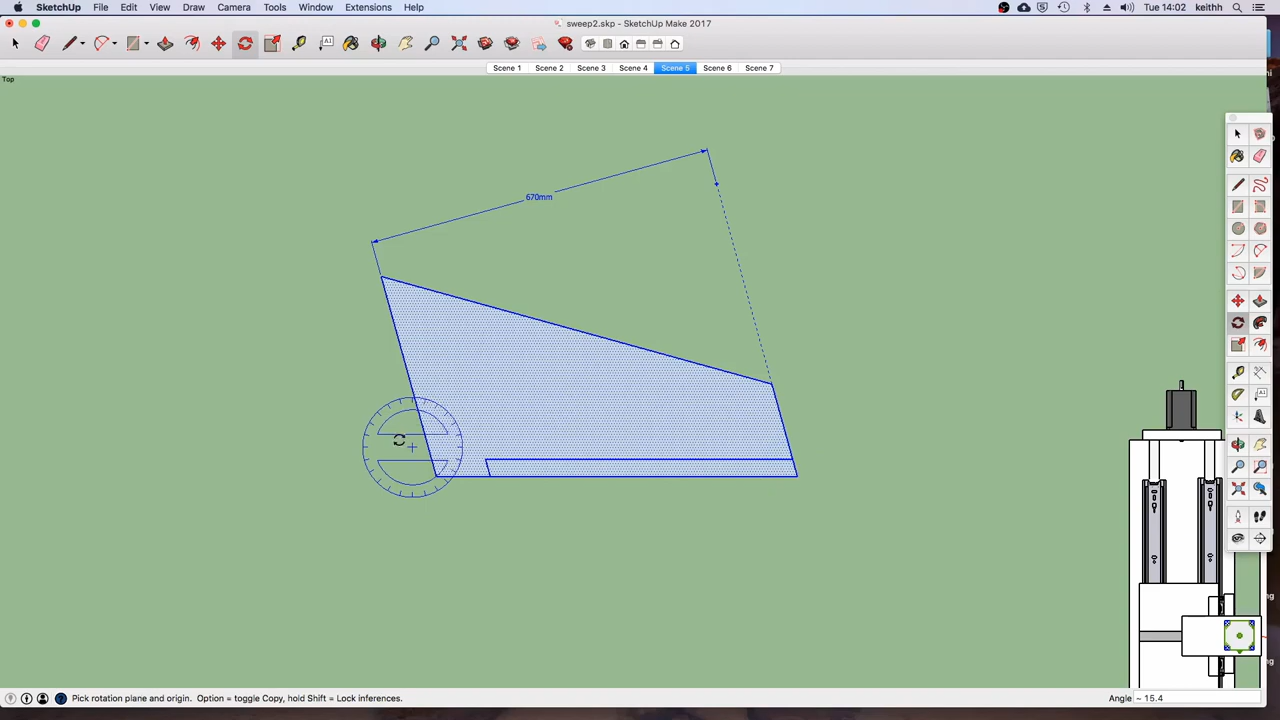 SketchUp File Edit View Draw Camera Tools Window Extensions Help Tue 14:02 keithh
sweep2.skp - SketchUp Make 2017
Scene 1 Scene 2 Scene 3 Scene 4 Scene 5 Scene 6 Scene 7
Top
670mm
Pick rotation plane and origin. Option = toggle Copy, hold Shift = Lock inferences.
Angle ~ 15.4